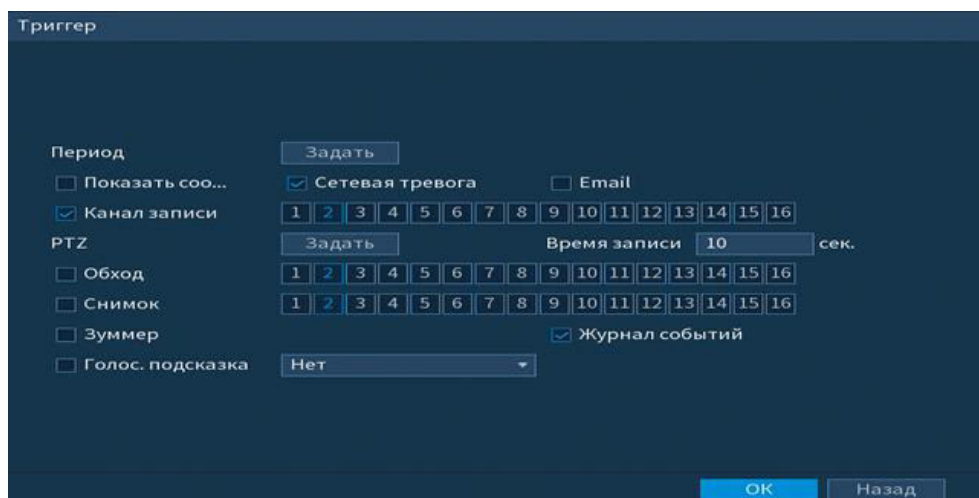 Триггер
Период Задать
Показать соо... Сетевая тревога Email
Канал записи 1 2 3 4 5 6 7 8 9 10 11 12 13 14 15 16
PTZ Задать Время записи 10 сек.
Обход 1 2 3 4 5 6 7 8 9 10 11 12 13 14 15 16
Снимок 1 2 3 4 5 6 7 8 9 10 11 12 13 14 15 16
Зуммер Журнал событий
Голос. подсказка Нет
ОК Назад